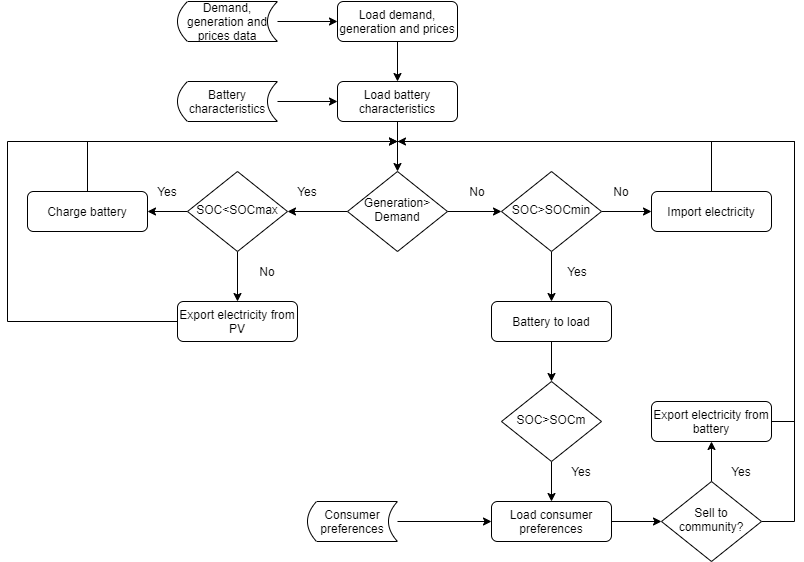 Demand,
generation and
prices data
Load demand,
generation and prices
Battery
characteristics
Load battery
characteristics
Charge battery
Yes
SOC<SOCmax
Yes
Generation>
Demand
No
SOC>SOCmin
No
Import electricity
No
Yes
Export electricity from
PV
Battery to load
SOC>SOCm
Export electricity from
battery
Yes
Yes
Consumer
preferences
Load consumer
preferences
Sell to
community?